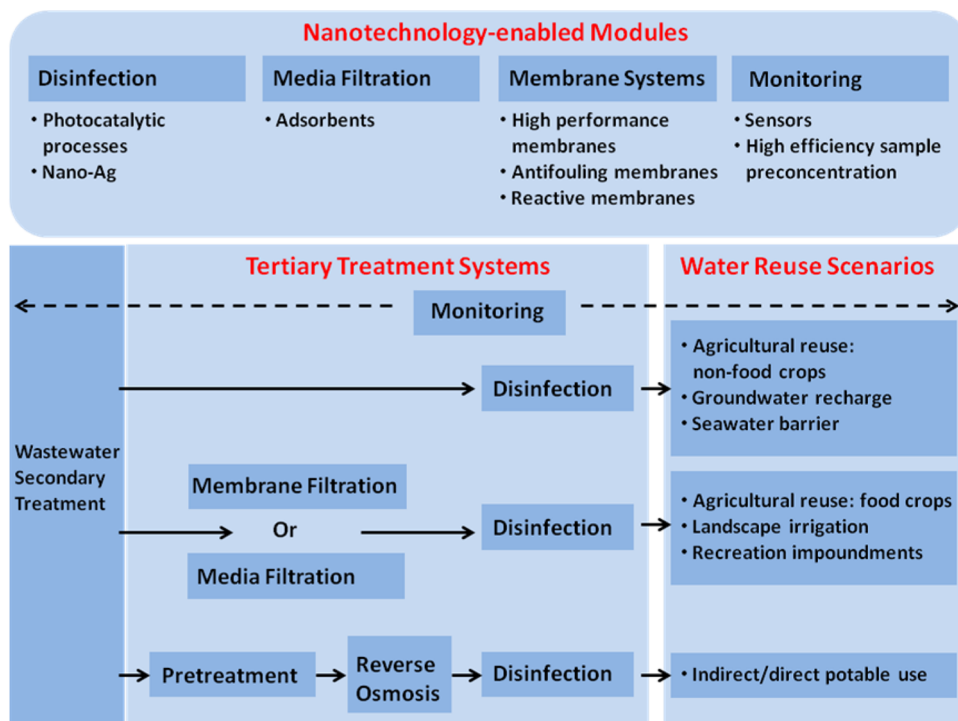 Nanotechnology-enabled Modules
Disinfection
• Photocatalytic
processes
• Nano-Ag
Media Filtration
• Adsorbents
Membrane Systems
• High performance
membranes
• Antifouling membranes
• Reactive membranes
Monitoring
• Sensors
• High efficiency sample
preconcentration
Wastewater
Secondary
Treatment
Tertiary Treatment Systems
Water Reuse Scenarios
Monitoring
Disinfection
• Agricultural reuse:
non-food crops
• Groundwater recharge
• Seawater barrier
Membrane Filtration
Or
Media Filtration
Disinfection
• Agricultural reuse: food crops
• Landscape irrigation
• Recreation impoundments
Pretreatment
Reverse
Osmosis
Disinfection
• Indirect/direct potable use